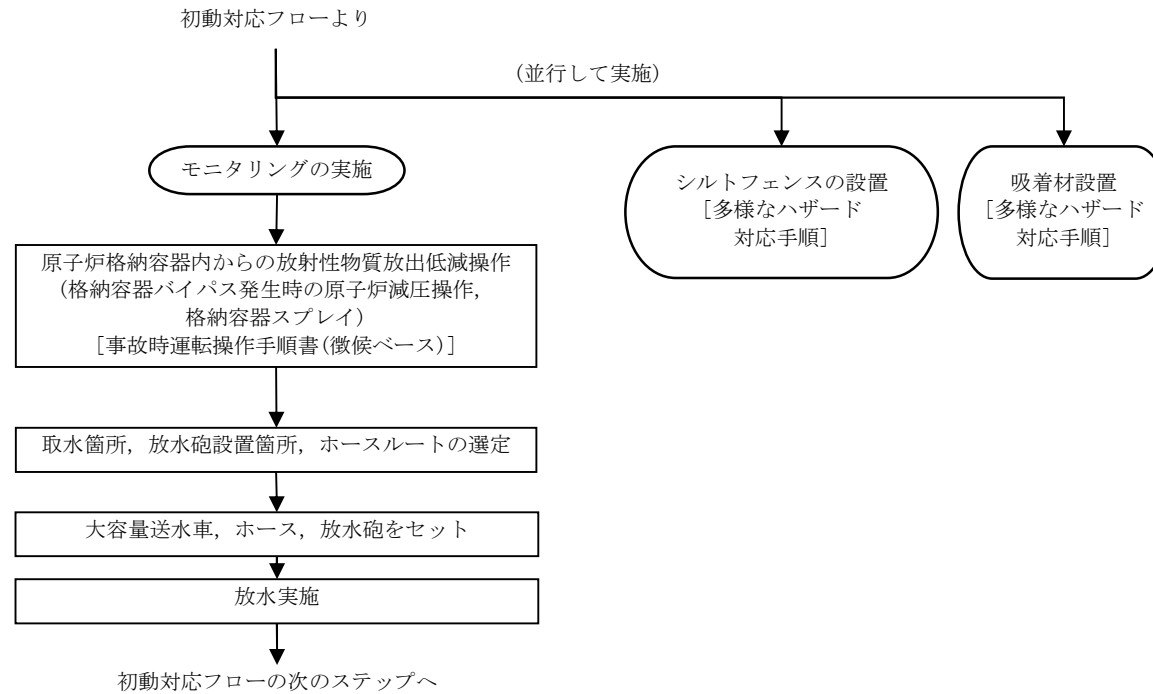 初動対応フローより
(並行して実施)
モニタリングの実施
シルトフェンスの設置
[多様なハザード
対応手順]
吸着材設置
[多様なハザード
対応手順]
原子炉格納容器内からの放射性物質放出低減操作
(格納容器バイパス発生時の原子炉減圧操作,
格納容器スプレイ)
[事故時運転操作手順書(徴候ベース)]
取水箇所,放水砲設置箇所,ホースルートの選定
大容量送水車,ホース,放水砲をセット
放水実施
初動対応フローの次のステップへ